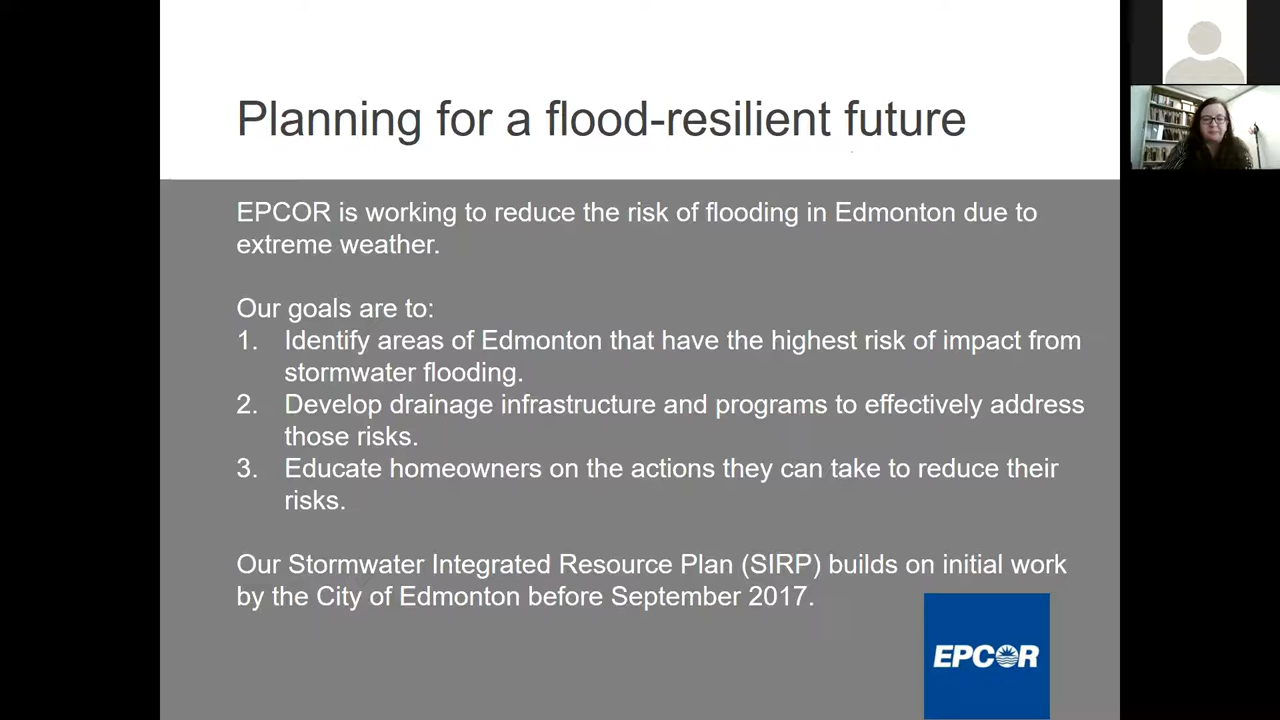 Planning for a flood-resilient future
EPCOR is working to reduce the risk of flooding in Edmonton due to
extreme weather.
Our goals are to:
1. Identify areas of Edmonton that have the highest risk of impact from
stormwater flooding.
2. Develop drainage infrastructure and programs to effectively address
those risks.
3. Educate homeowners on the actions they can take to reduce their
risks.
Our Stormwater Integrated Resource Plan (SIRP) builds on initial work
by the City of Edmonton before September 2017.
EPCOR